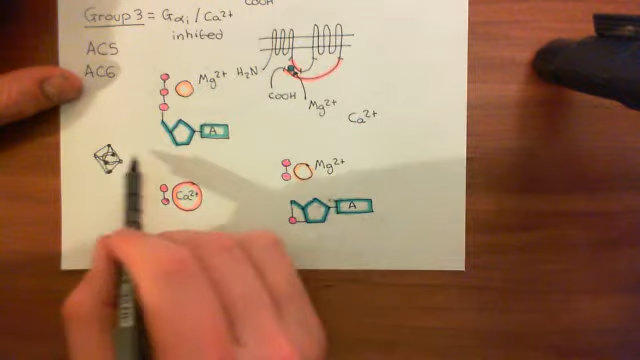 COOH
Group 3 = Gαi / Ca²⁺
inhibited
AC5
AC6
H₂N
COOH
Mg²⁺
Mg²⁺
Ca²⁺
A
Mg²⁺
Ca²⁺
A